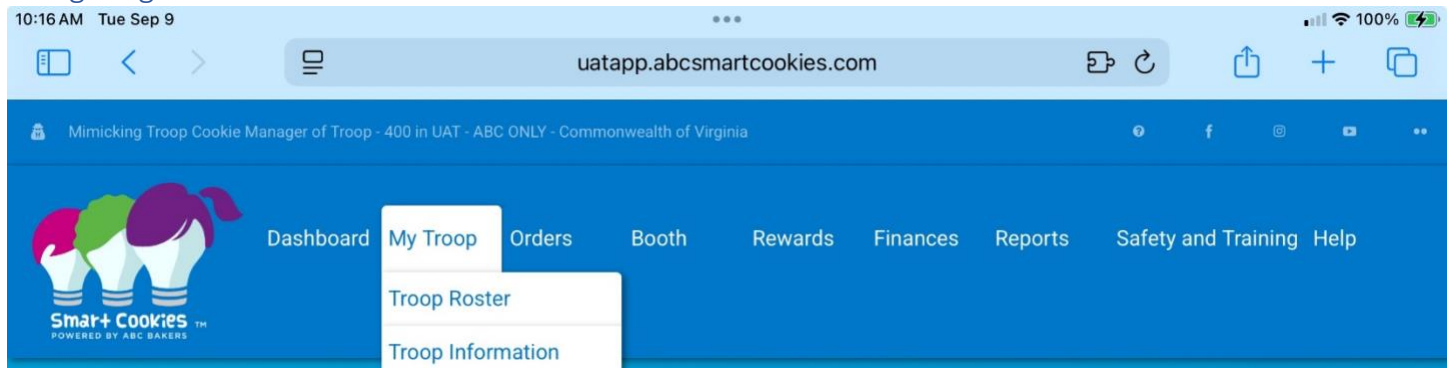 10:16 AM Tue Sep 9
100%
uatapp.abcsmartcookies.com
Mimicking Troop Cookie Manager of Troop - 400 in UAT - ABC ONLY - Commonwealth of Virginia
Dashboard My Troop Orders Booth Rewards Finances Reports Safety and Training Help
Troop Roster
Troop Information
Smart Cookies TM
POWERED BY ABC BAKERS